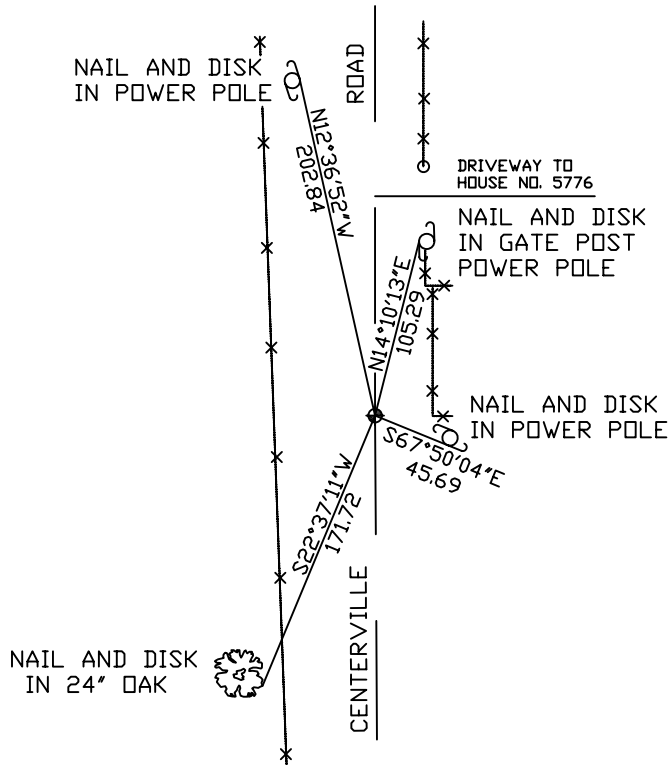 NAIL AND DISK
IN POWER POLE
ROAD
N12°36'52"W
202.84
DRIVEWAY TO
HOUSE NO. 5776
NAIL AND DISK
IN GATE POST
POWER POLE
N14°10'13"E
105.29
NAIL AND DISK
IN POWER POLE
S67°50'04"E
45.69
S22°37'11"W
171.72
CENTERVILLE
NAIL AND DISK
IN 24" OAK